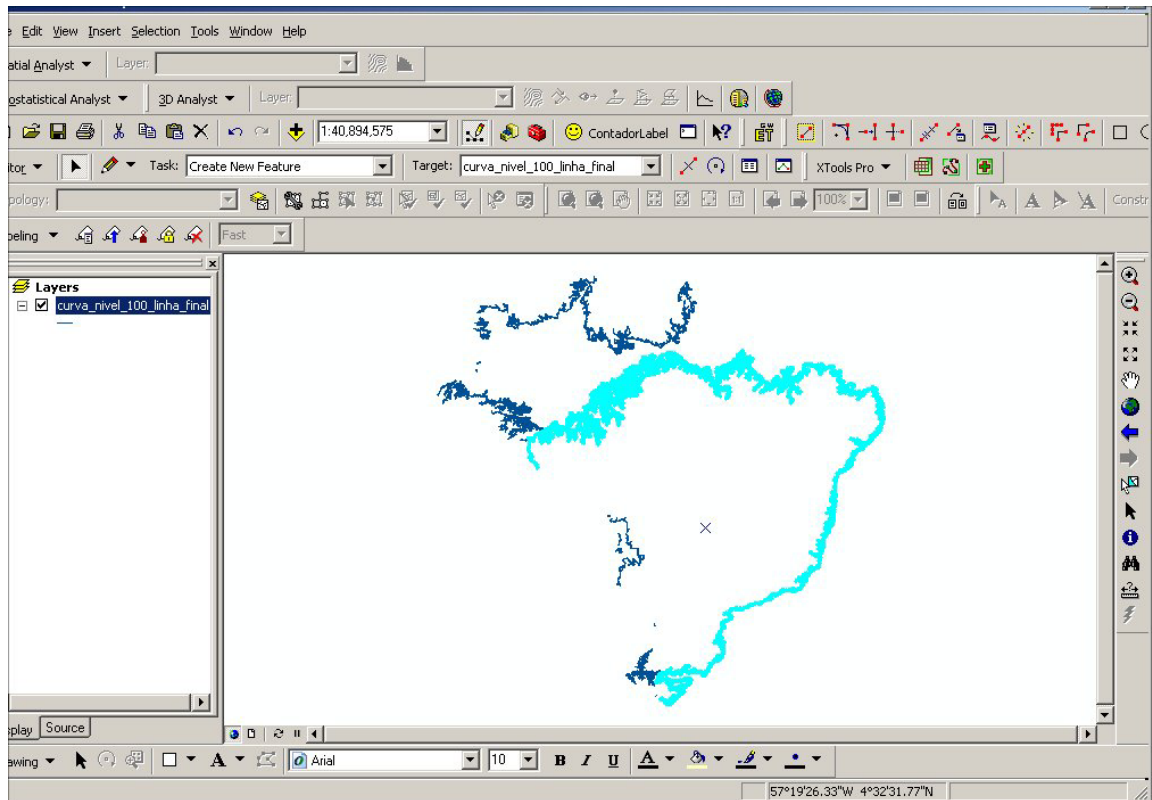 Edit View Insert Selection Tools Window Help
atial Analyst Layer:
ostatistical Analyst 3D Analyst Layer:
1:40,894,575 ContadorLabel
itor Task: Create New Feature Target: curva_nivel_100_linha_final XTools Pro
pology: 100% Constr
beling Fast
Layers
curva_nivel_100_linha_final
splay Source
awing A Arial 10 B I U A
57°19'26.33"W 4°32'31.77"N